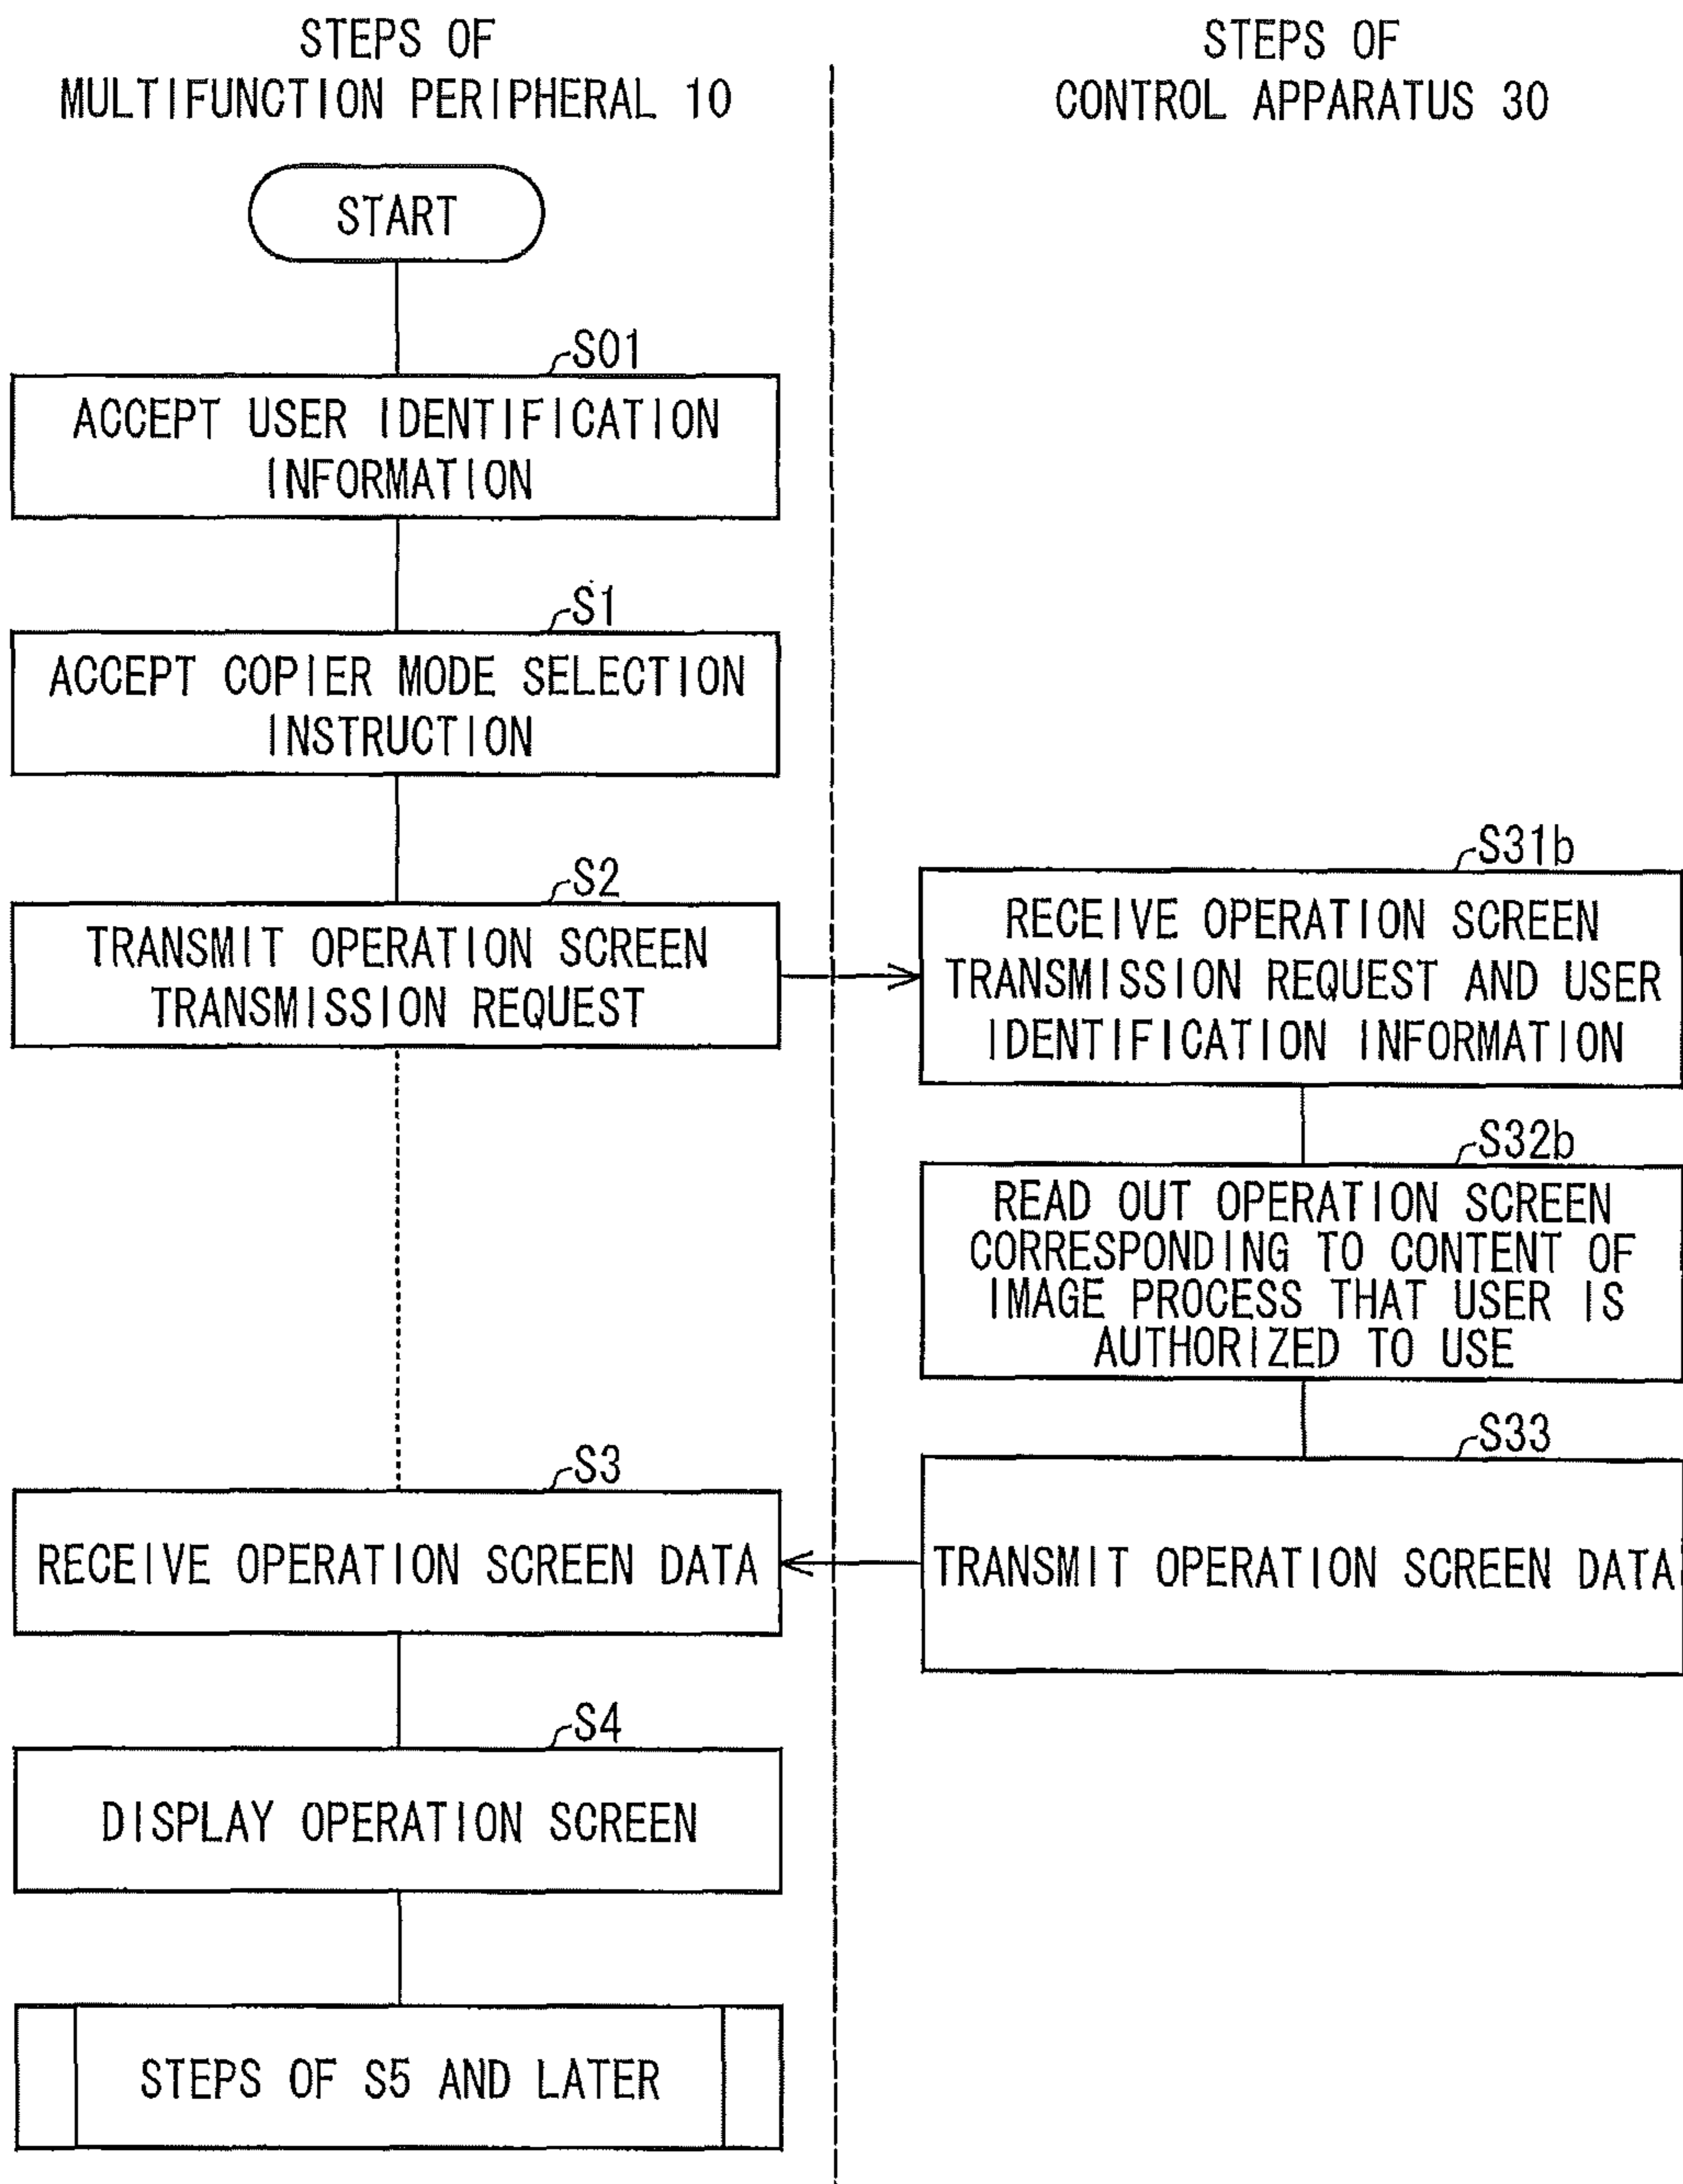 STEPS OF
MULTIFUNCTION PERIPHERAL 10
STEPS OF
CONTROL APPARATUS 30
START
S01
ACCEPT USER IDENTIFICATION
INFORMATION
S1
ACCEPT COPIER MODE SELECTION
INSTRUCTION
S2
TRANSMIT OPERATION SCREEN
TRANSMISSION REQUEST
S31b
RECEIVE OPERATION SCREEN
TRANSMISSION REQUEST AND USER
IDENTIFICATION INFORMATION
S32b
READ OUT OPERATION SCREEN
CORRESPONDING TO CONTENT OF
IMAGE PROCESS THAT USER IS
AUTHORIZED TO USE
S33
TRANSMIT OPERATION SCREEN DATA
S3
RECEIVE OPERATION SCREEN DATA
S4
DISPLAY OPERATION SCREEN
STEPS OF S5 AND LATER